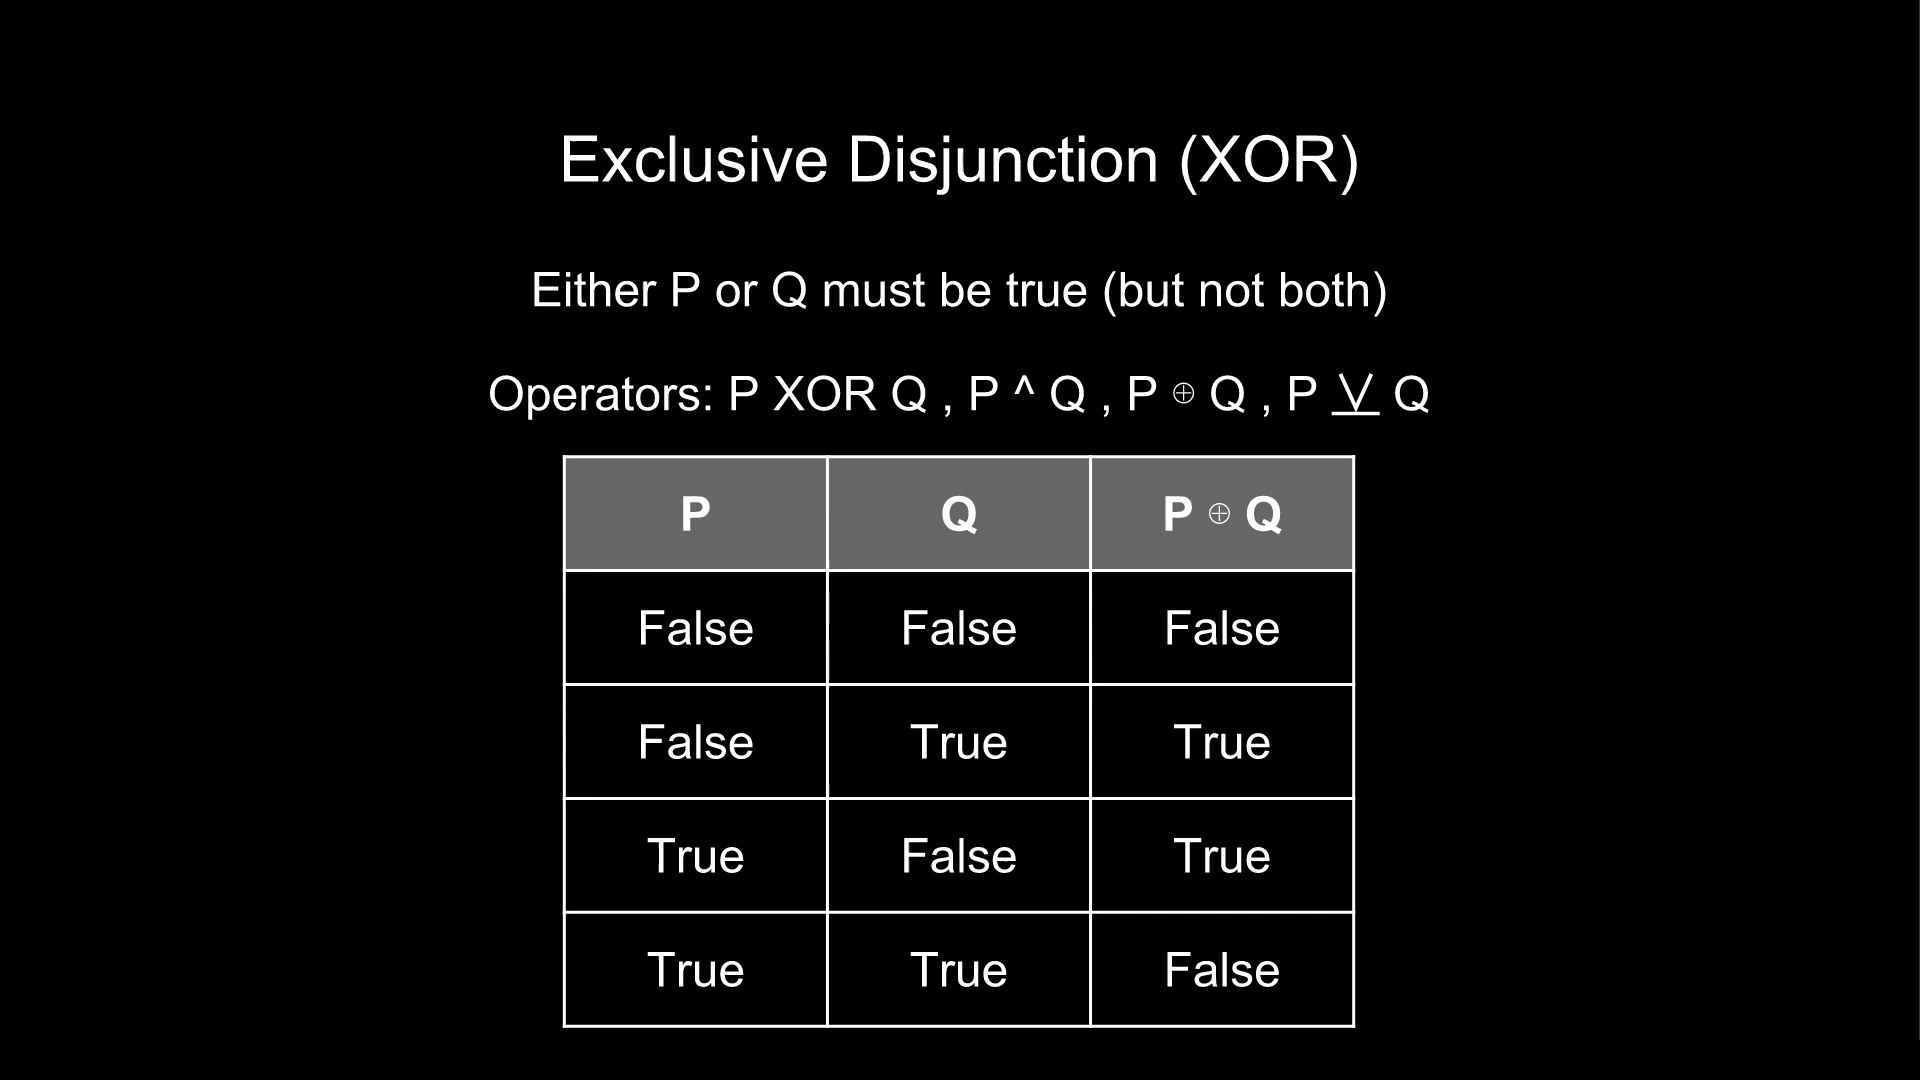 Exclusive Disjunction (XOR)
Either P or Q must be true (but not both)
Operators: P XOR Q , P ^ Q , P ⊕ Q , P ⊻ Q
P Q P ⊕ Q
False False False
False True True
True False True
True True False